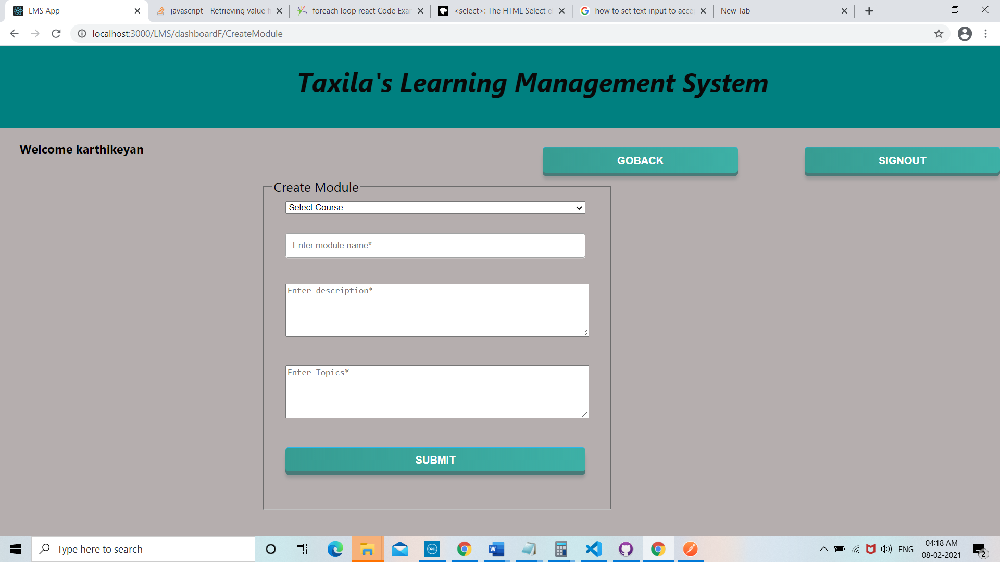 LMS App
javascript - Retrieving value f
foreach loop react Code Exa
<select>: The HTML Select e
how to set text input to acce
New Tab
localhost:3000/LMS/dashboardF/CreateModule
Taxila's Learning Management System
Welcome karthikeyan
GOBACK
SIGNOUT
Create Module
Select Course
Enter module name*
Enter description*
Enter Topics*
SUBMIT
Type here to search
DELL
W
ENG
04:18 AM
08-02-2021
2